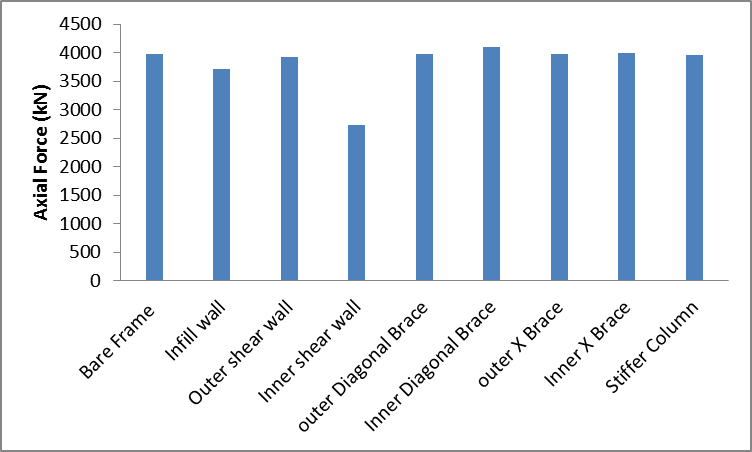 4500
4000
3500
3000
2500
2000
1500
1000
500
0
Axial Force (kN)
Bare Frame
Infill wall
Outer shear wall
Inner shear wall
outer Diagonal Brace
Inner Diagonal Brace
outer X Brace
Inner X Brace
Stiffer Column